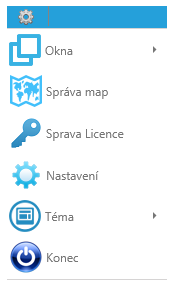 Okna
Správa map
Sprava Licence
Nastavení
Téma
Konec